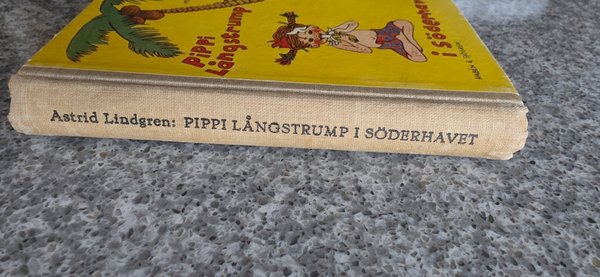 Pippi
Långstrump
i söderhavet
Astrid Lindgren: PIPPI LÅNGSTRUMP I SÖDERHAVET